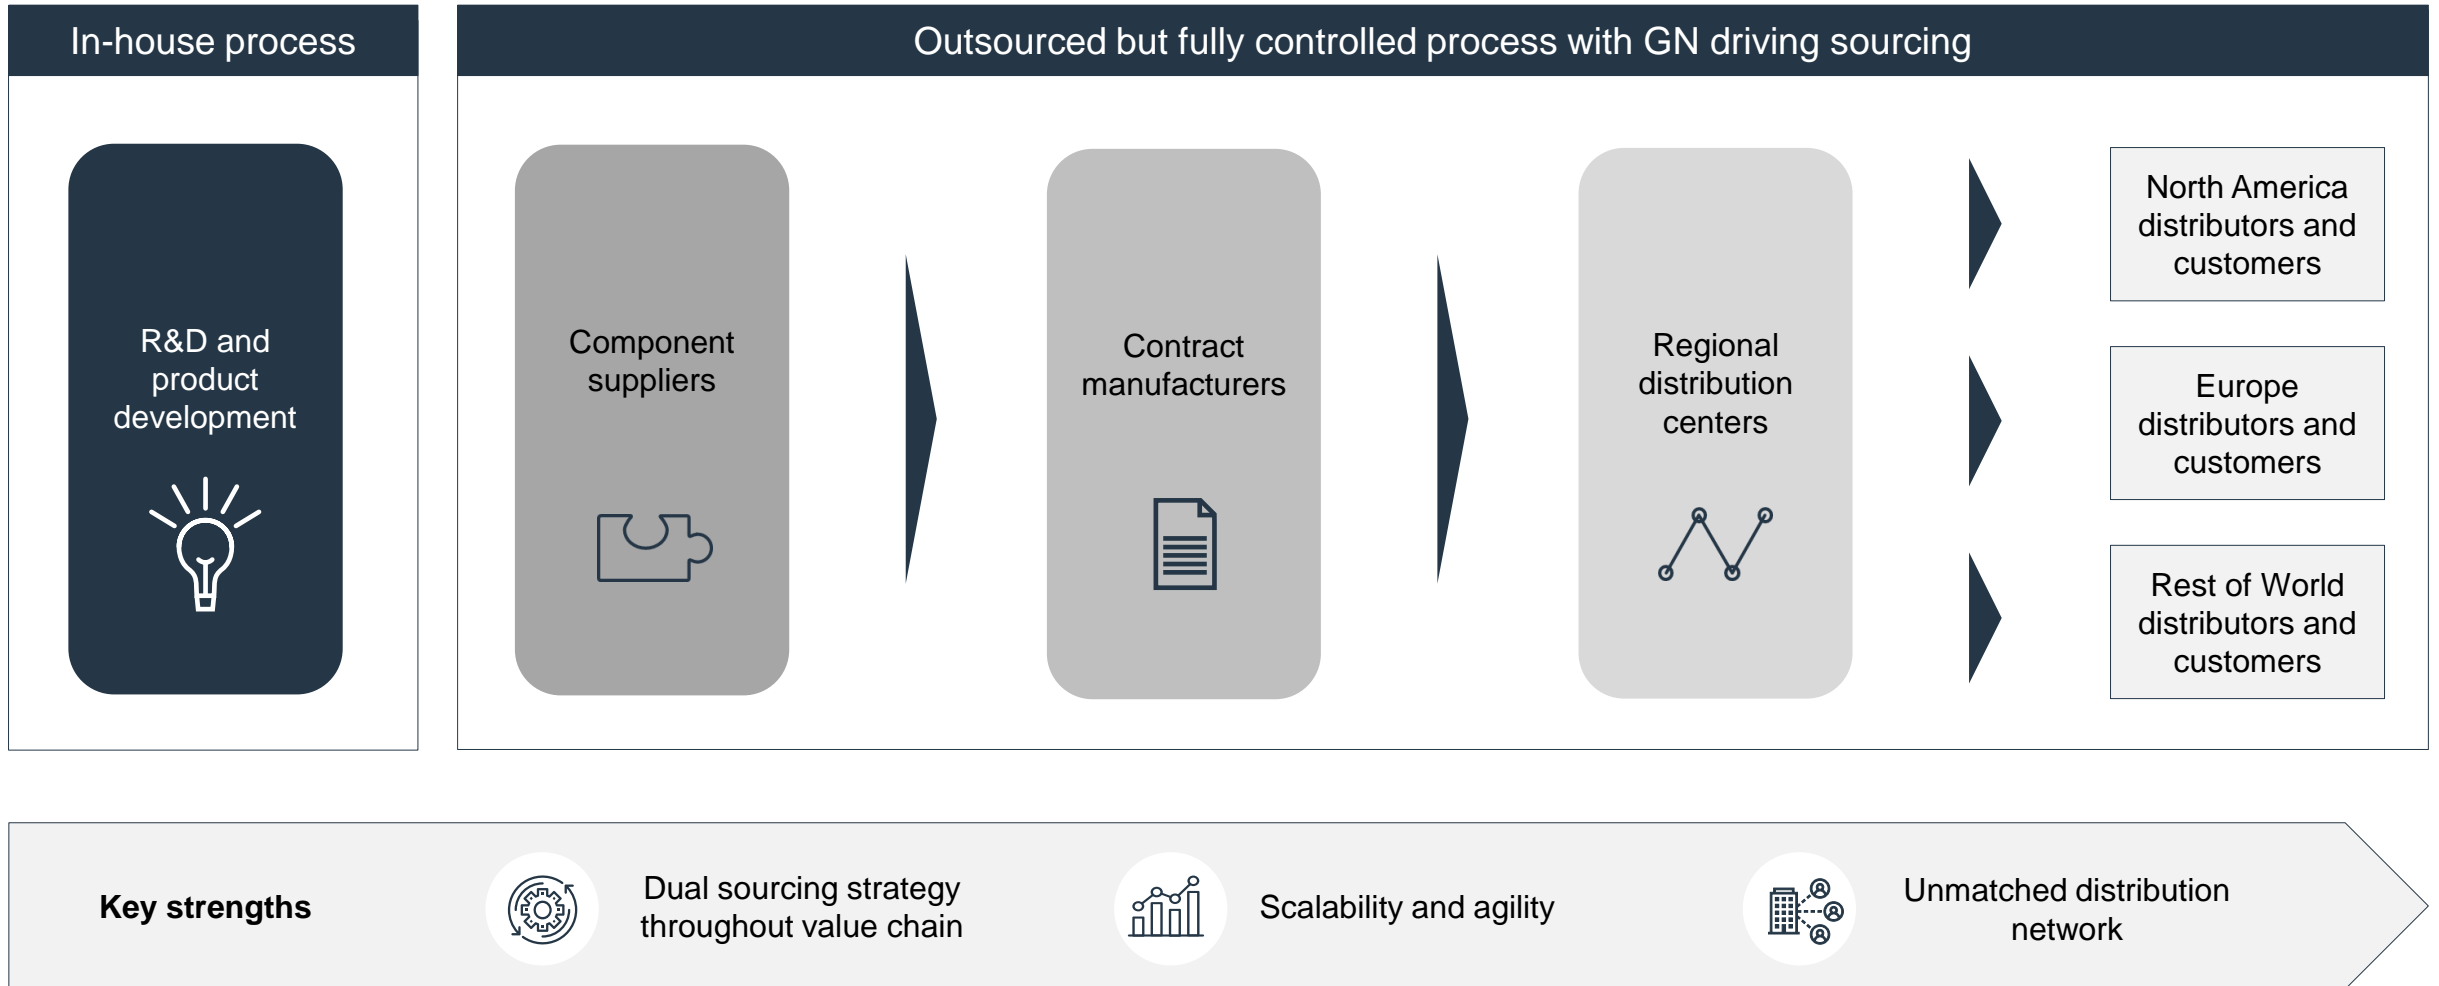 In-house process
Outsourced but fully controlled process with GN driving sourcing
R&D and
product
development
Component
suppliers
Contract
manufacturers
Regional
distribution
centers
North America
distributors and
customers
Europe
distributors and
customers
Rest of World
distributors and
customers
Key strengths
Dual sourcing strategy
throughout value chain
Scalability and agility
Unmatched distribution
network